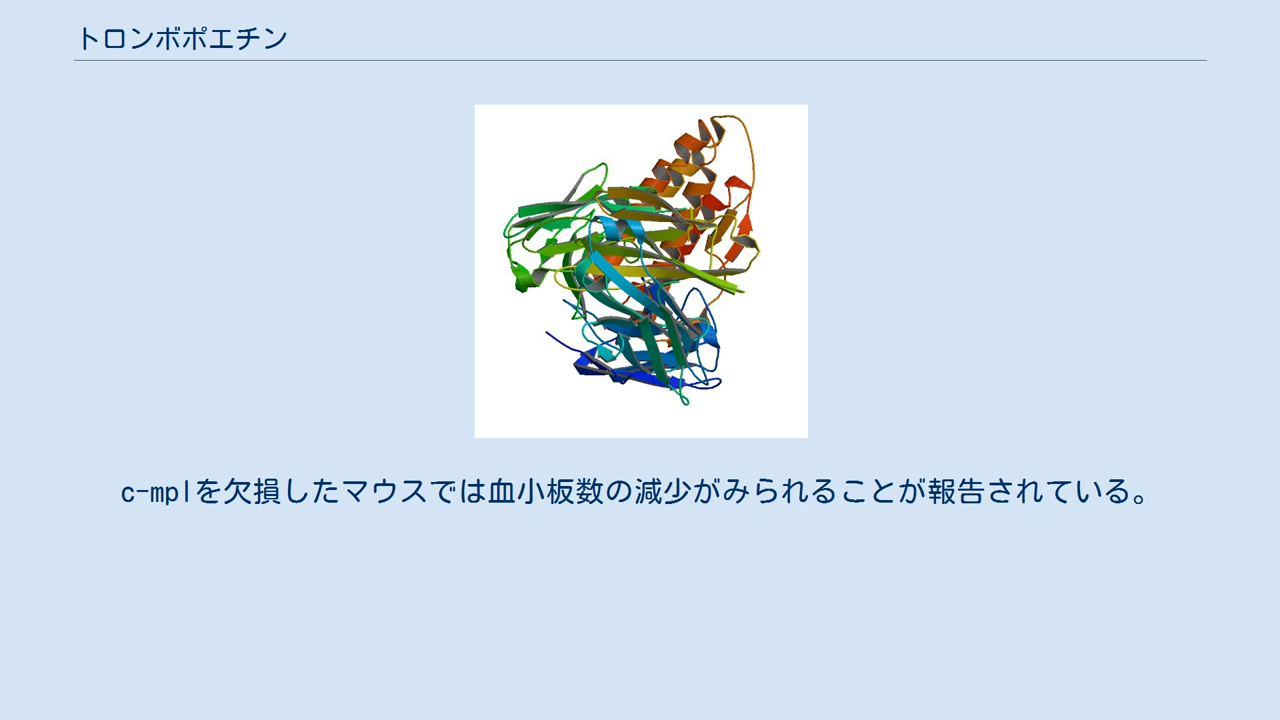 トロンボポエチン
c-mplを欠損したマウスでは血小板数の減少がみられることが報告されている。